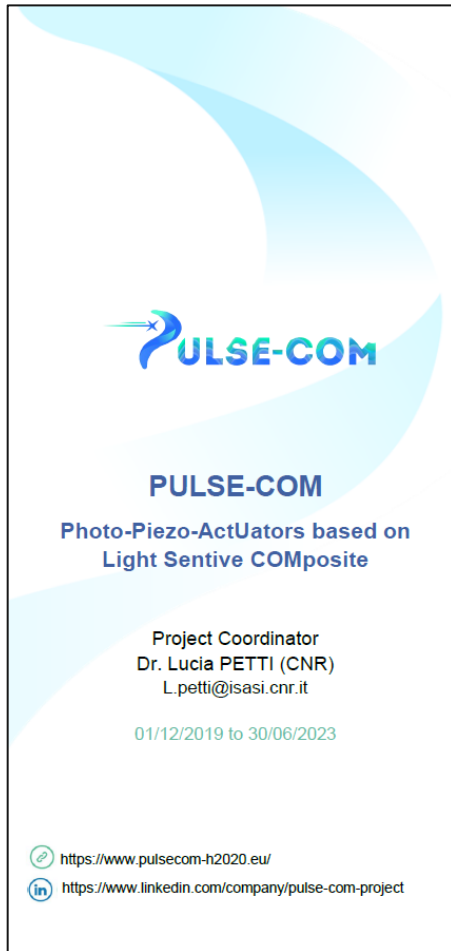 PULSE-COM
PULSE-COM
Photo-Piezo-ActUators based on
Light Sentive COMposite
Project Coordinator
Dr. Lucia PETTI (CNR)
L.petti@isasi.cnr.it
01/12/2019 to 30/06/2023
https://www.pulsecom-h2020.eu/
in https://www.linkedin.com/company/pulse-com-project